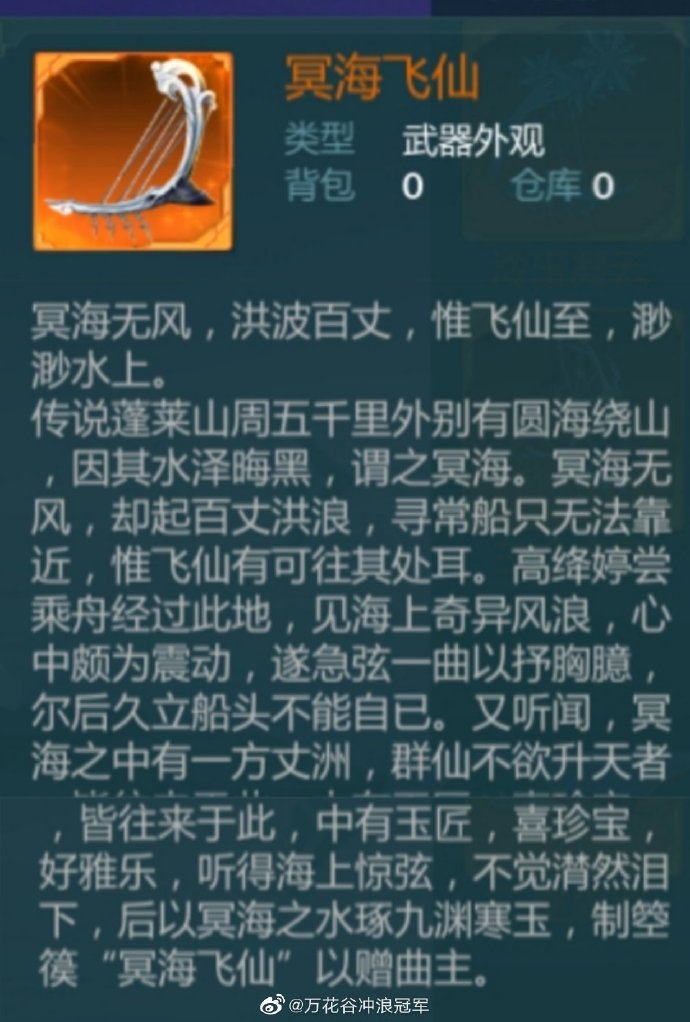 冥海飞仙
类型 武器外观
背包 0 仓库 0
冥海无风，洪波百丈，惟飞仙至，渺
渺水上。
传说蓬莱山周五千里外别有圆海绕山
，因其水泽晦黑，谓之冥海。冥海无
风，却起百丈洪浪，寻常船只无法靠
近，惟飞仙有可往其处耳。高绛婷尝
乘舟经过此地，见海上奇异风浪，心
中颇为震动，遂急弦一曲以抒胸臆，
尔后久立船头不能自已。又听闻，冥
海之中有一方丈洲，群仙不欲升天者
，皆往来于此，中有玉匠，喜珍宝，
好雅乐，听得海上惊弦，不觉潸然泪
下，后以冥海之水琢九渊寒玉，制箜
篌“冥海飞仙”以赠曲主。
@万花谷冲浪冠军